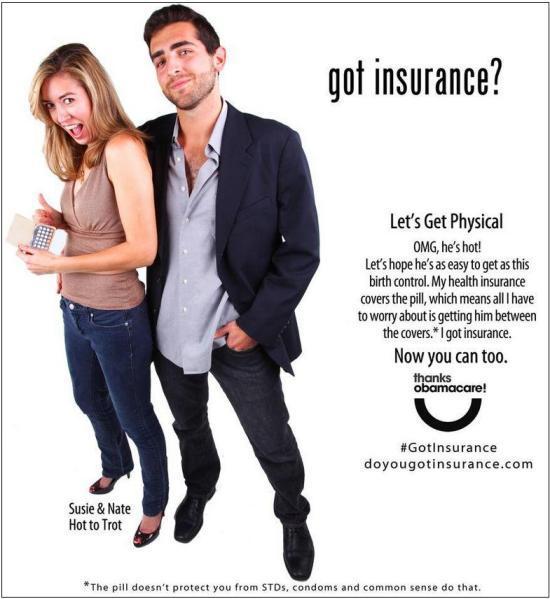 got insurance?
Let's Get Physical
OMG, he's hot!
Let's hope he's as easy to get as this
birth control. My health insurance
covers the pill, which means all I have
to worry about is getting him between
the covers.* I got insurance.
Now you can too.
thanks
obamacare!
#GotInsurance
doyougotinsurance.com
Susie & Nate
Hot to Trot
*The pill doesn't protect you from STDs, condoms and common sense do that.